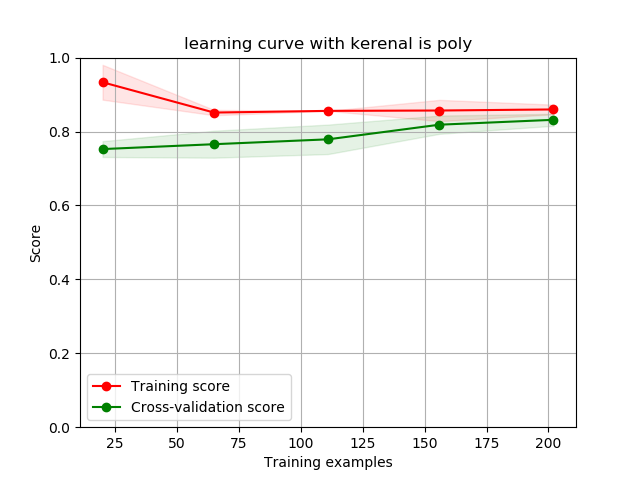 learning curve with kerenal is poly
1.0
0.8
0.6
0.4
0.2
0.0
Score
Training score
Cross-validation score
25 50 75 100 125 150 175 200
Training examples